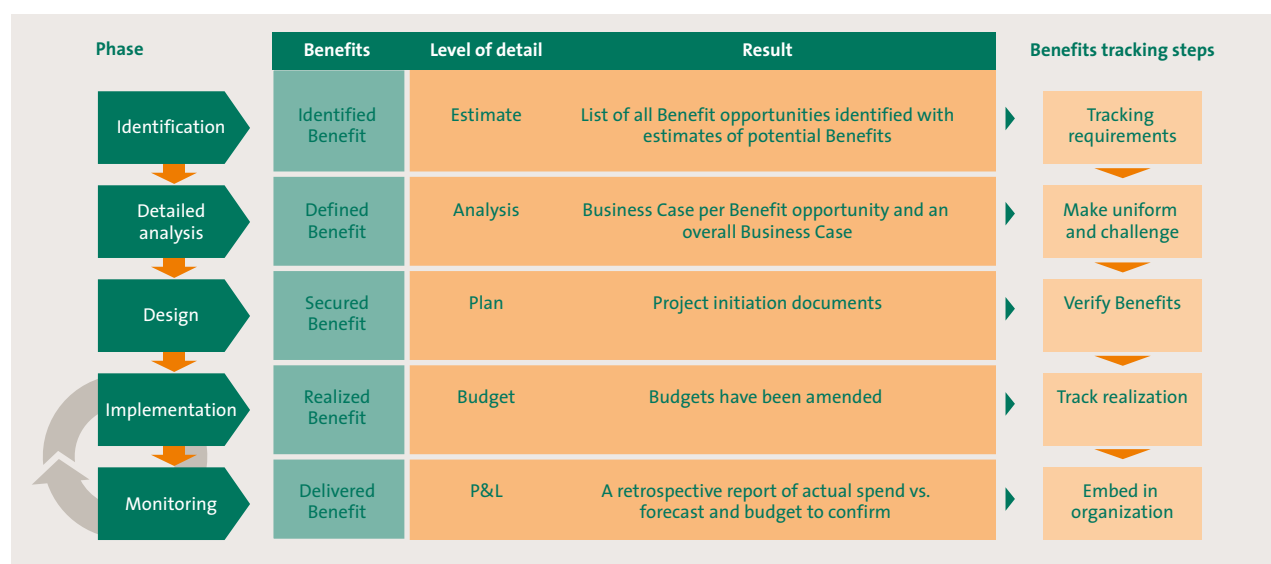 Phase
Benefits
Level of detail
Result
Benefits tracking steps
Identification
Identified
Benefit
Estimate
List of all Benefit opportunities identified with
estimates of potential Benefits
Tracking
requirements
Detailed
analysis
Defined
Benefit
Analysis
Business Case per Benefit opportunity and an
overall Business Case
Make uniform
and challenge
Design
Secured
Benefit
Plan
Project initiation documents
Verify Benefits
Implementation
Realized
Benefit
Budget
Budgets have been amended
Track realization
Monitoring
Delivered
Benefit
P&L
A retrospective report of actual spend vs.
forecast and budget to confirm
Embed in
organization